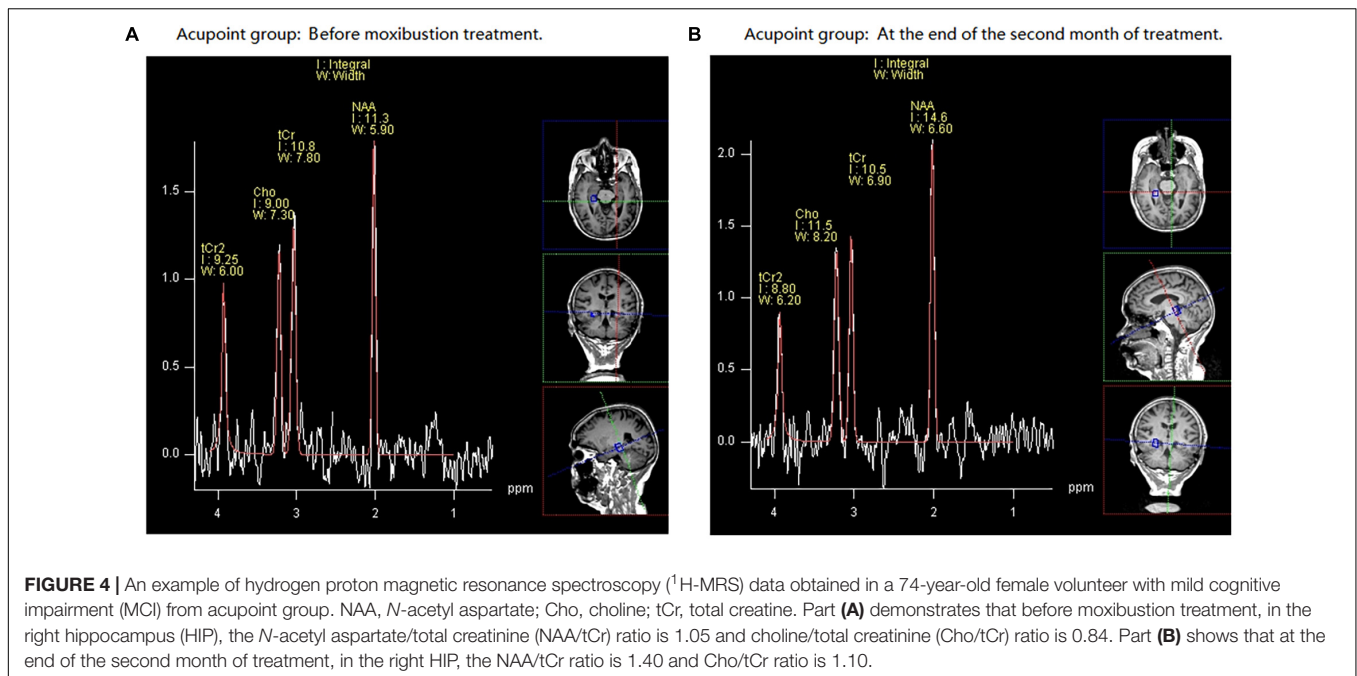 A Acupoint group: Before moxibustion treatment.
I : Integral
W: Width
NAA
I : 11.3
W: 5.90
tCr
I : 10.8
W: 7.80
Cho
I : 9.00
W: 7.30
tCr2
I : 9.25
W: 6.00
1.5
1.0
0.5
0.0
ppm
4 3 2 1
B Acupoint group: At the end of the second month of treatment.
I : Integral
W: Width
NAA
I : 14.6
W: 6.60
tCr
I : 10.5
W: 6.90
Cho
I : 11.5
W: 8.20
tCr2
I : 8.80
W: 6.20
2.0
1.5
1.0
0.5
0.0
ppm
4 3 2 1
FIGURE 4 | An example of hydrogen proton magnetic resonance spectroscopy (¹H-MRS) data obtained in a 74-year-old female volunteer with mild cognitive
impairment (MCI) from acupoint group. NAA, N-acetyl aspartate; Cho, choline; tCr, total creatine. Part (A) demonstrates that before moxibustion treatment, in the
right hippocampus (HIP), the N-acetyl aspartate/total creatinine (NAA/tCr) ratio is 1.05 and choline/total creatinine (Cho/tCr) ratio is 0.84. Part (B) shows that at the
end of the second month of treatment, in the right HIP, the NAA/tCr ratio is 1.40 and Cho/tCr ratio is 1.10.